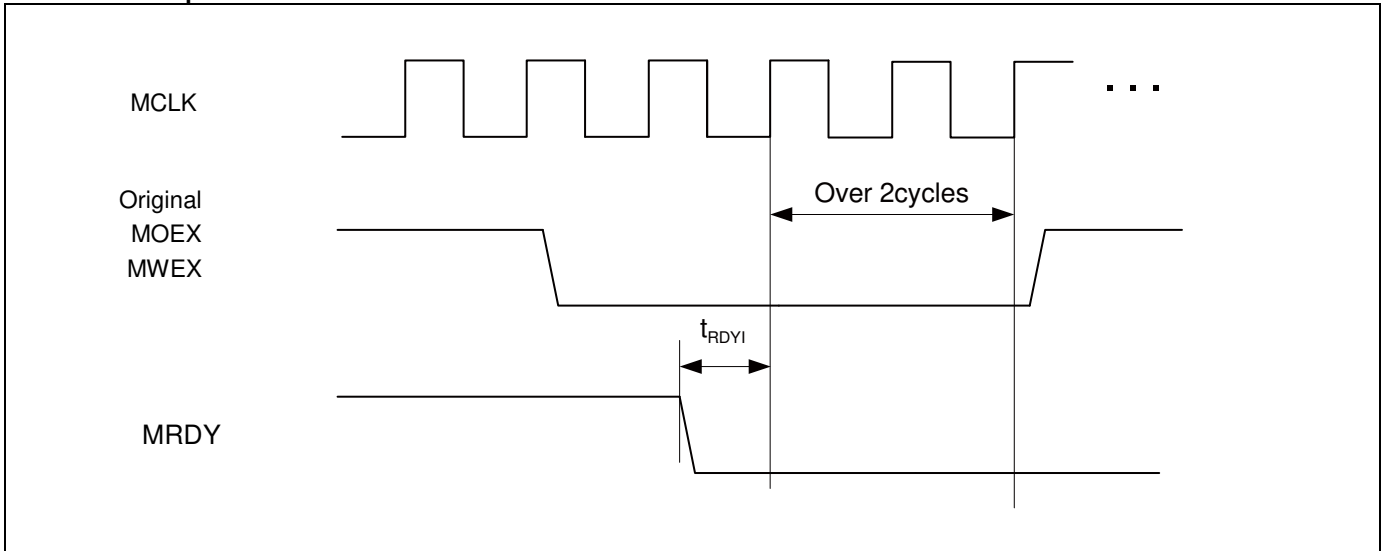 MCLK
. . .
Original
MOEX
MWEX
Over 2cycles
tRDYI
MRDY